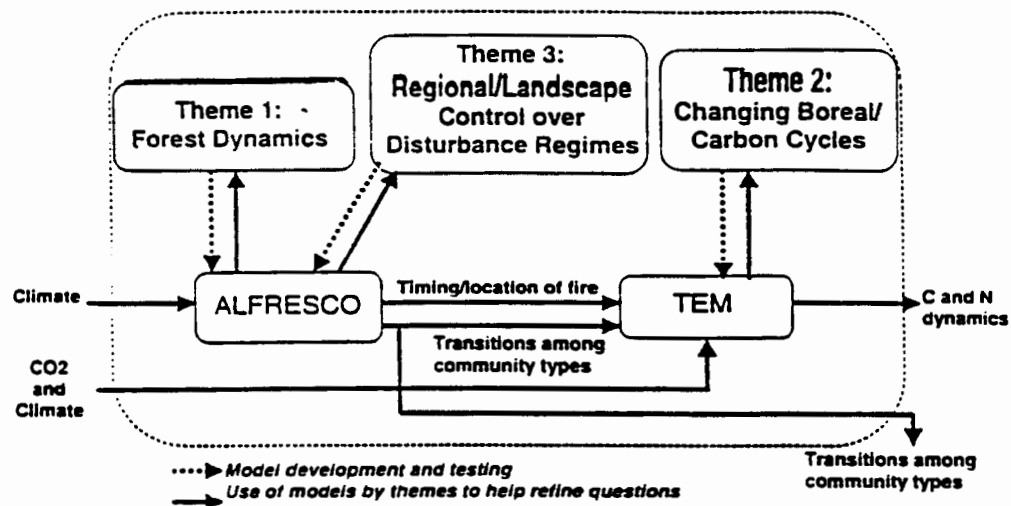 Theme 1:
Forest Dynamics
Theme 3:
Regional/Landscape
Control over
Disturbance Regimes
Theme 2:
Changing Boreal/
Carbon Cycles
Climate
ALFRESCO
Timing/location of fire
Transitions among
community types
TEM
C and N
dynamics
CO2
and
Climate
Transitions among
community types
Model development and testing
Use of models by themes to help refine questions